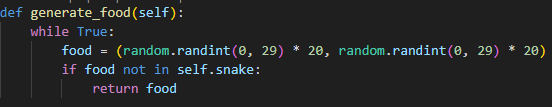 def generate_food(self):
    while True:
        food = (random.randint(0, 29) * 20, random.randint(0, 29) * 20)
        if food not in self.snake:
            return food